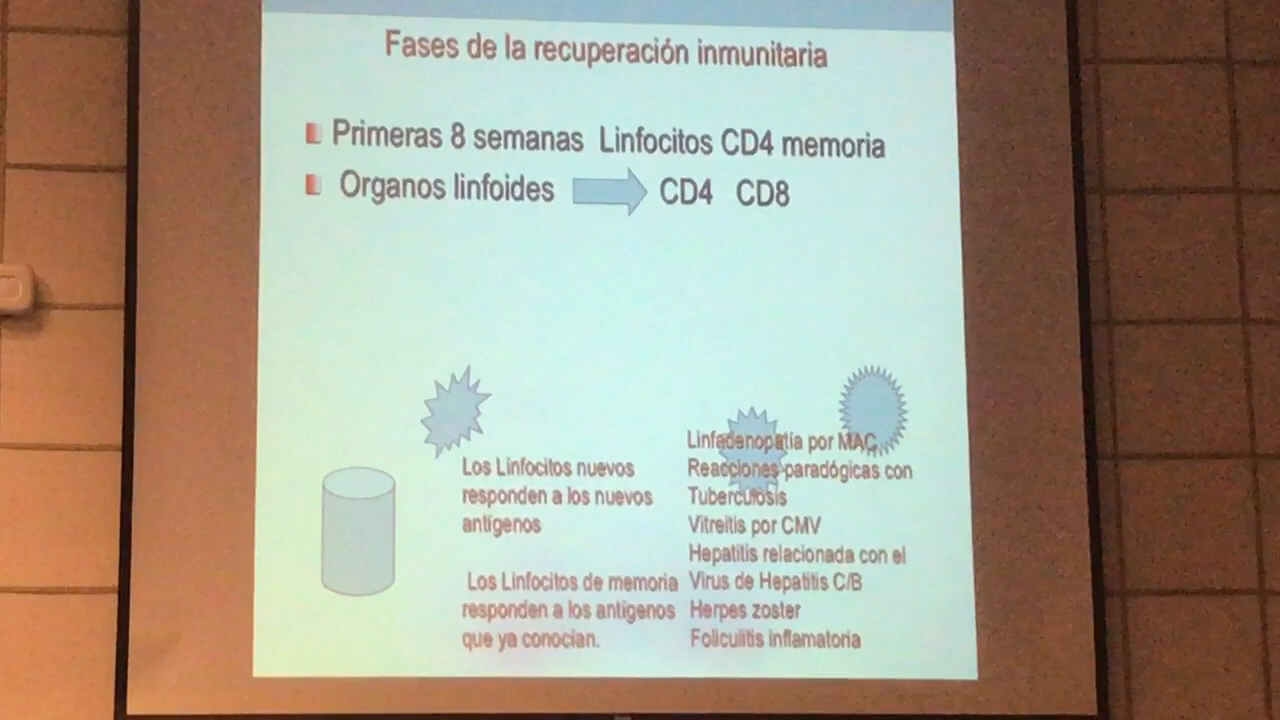 Fases de la recuperación inmunitaria
Primeras 8 semanas Linfocitos CD4 memoria
Organos linfoides CD4 CD8
Los Linfocitos nuevos
responden a los nuevos
antígenos
Los Linfocitos de memoria
responden a los antígenos
que ya conocían.
Linfadenopatía por MAC
Reacciones paradógicas con
Tuberculosis
Vitreitis por CMV
Hepatitis relacionada con el
Virus de Hepatitis C/B
Herpes zoster
Foliculitis inflamatoria